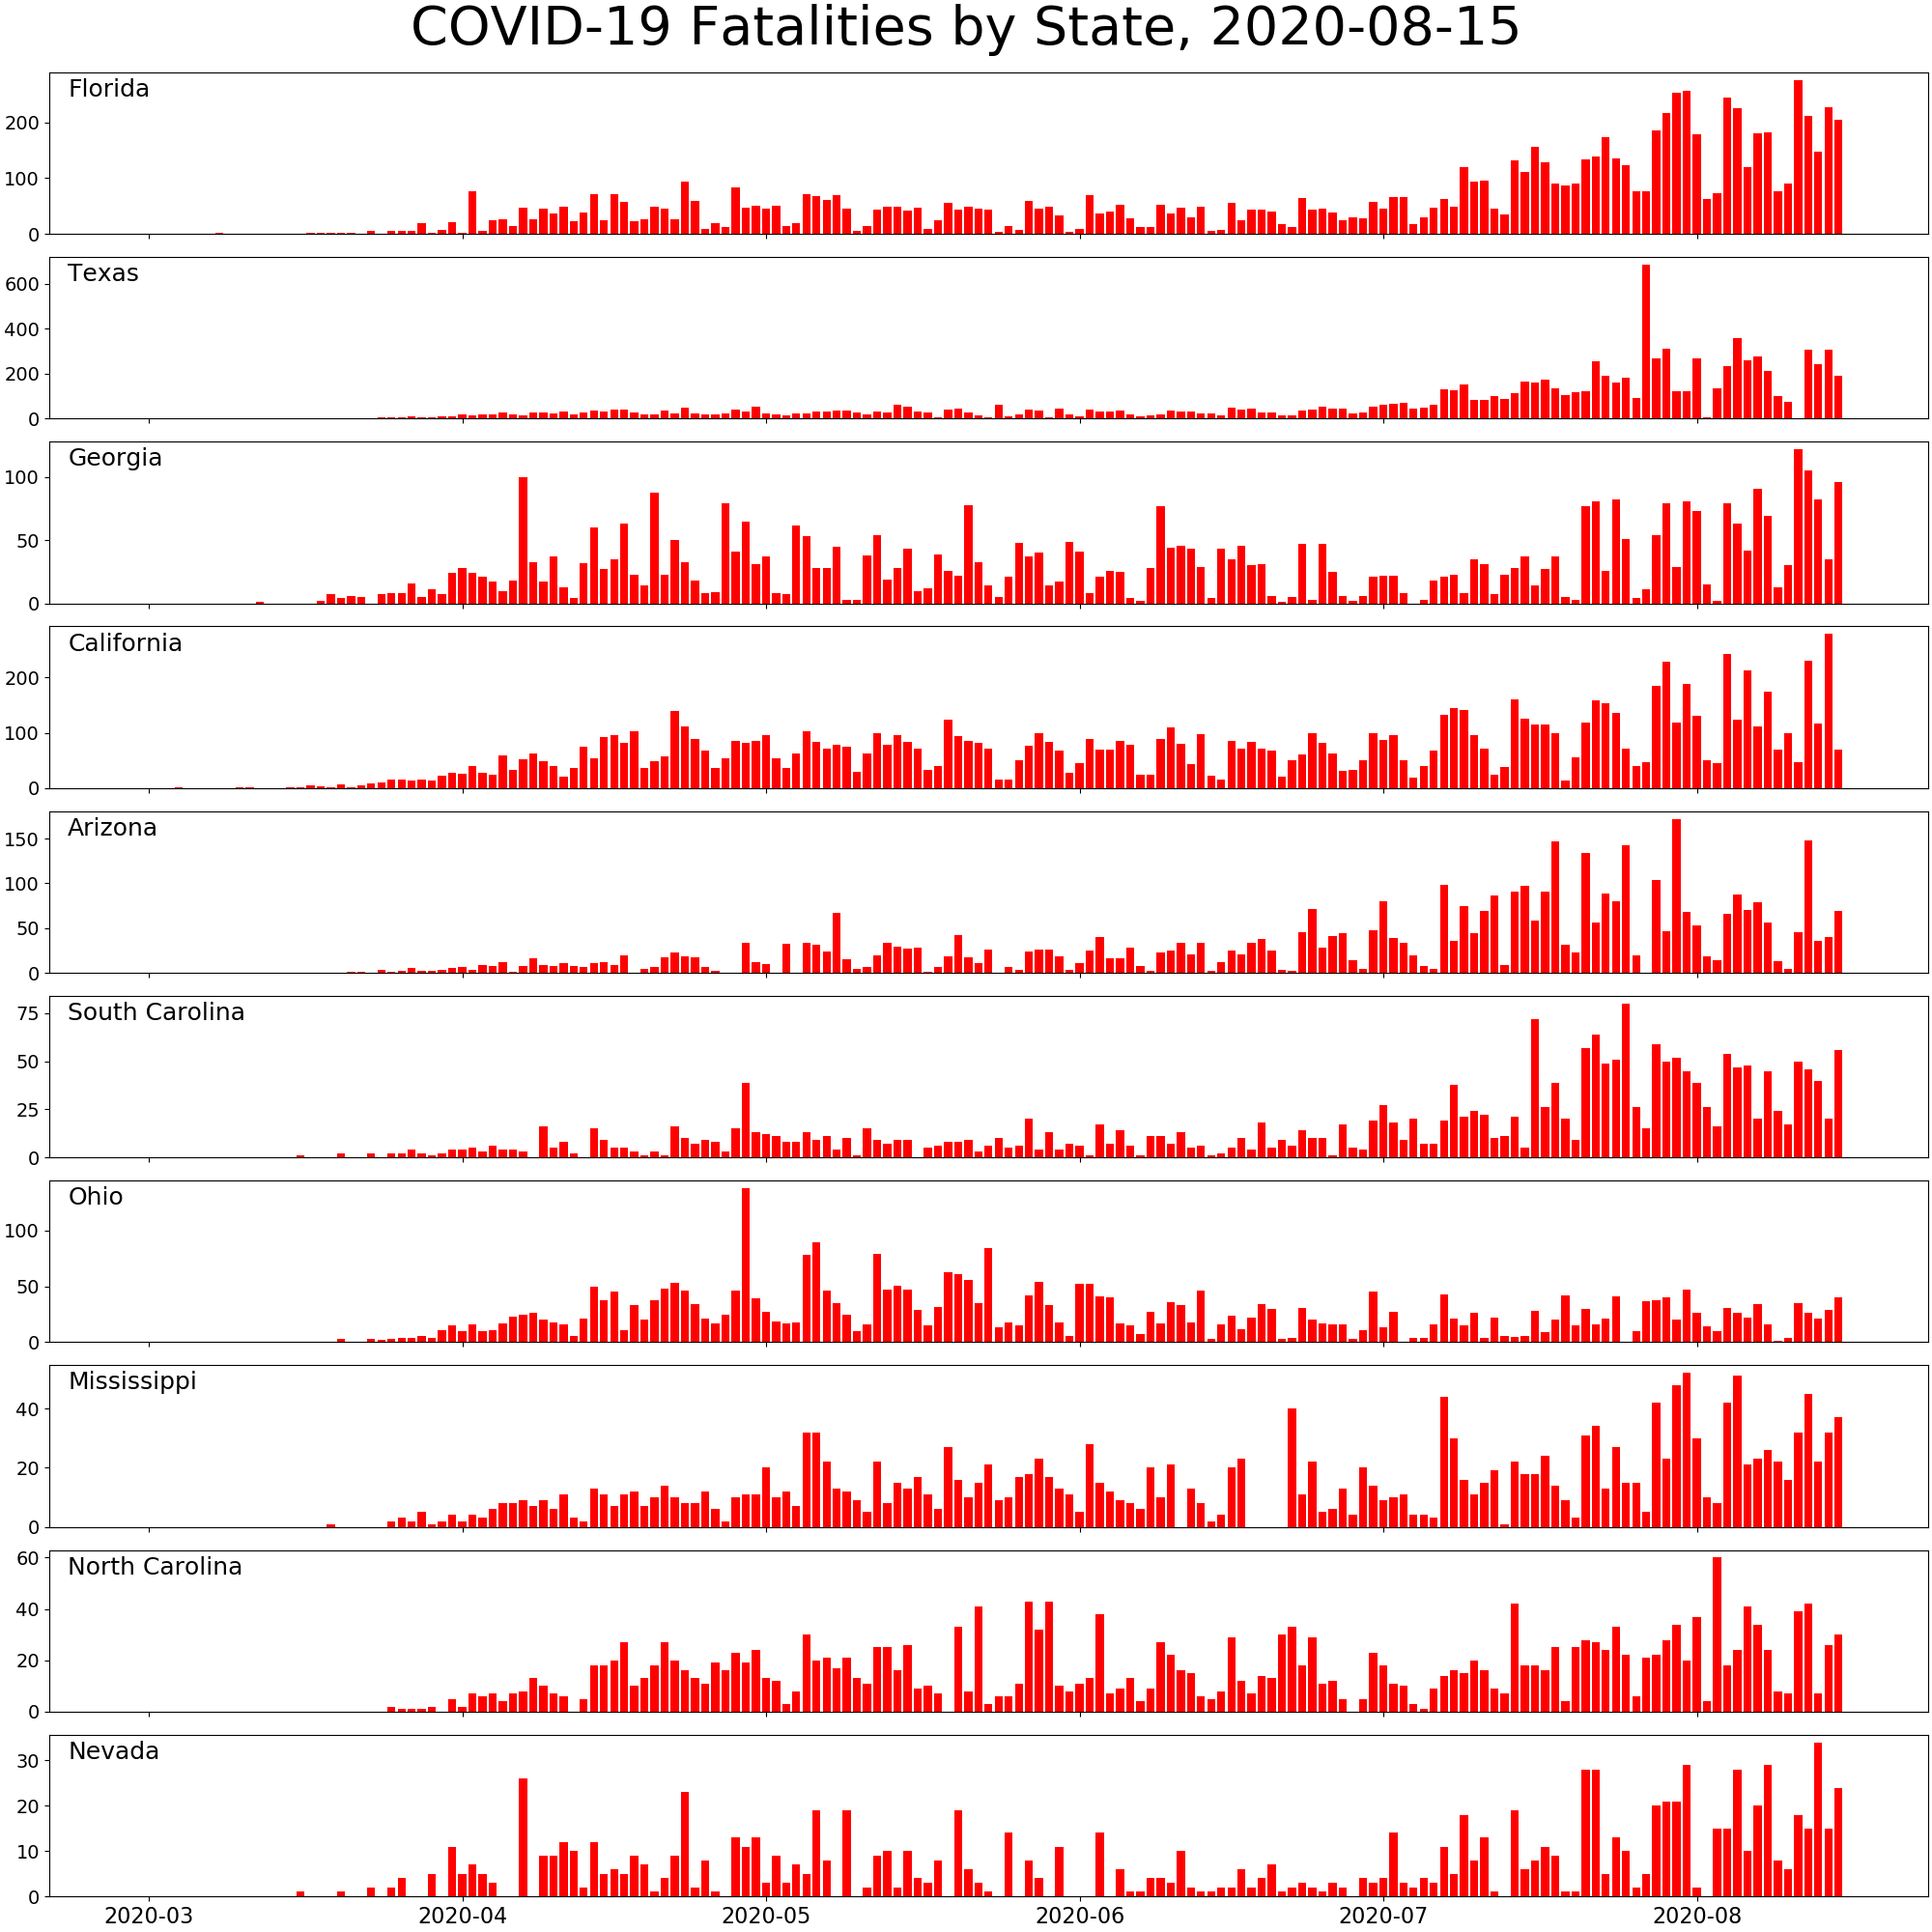 COVID-19 Fatalities by State, 2020-08-15
Florida
200
100
0
Texas
600
400
200
0
Georgia
100
50
0
California
200
100
0
Arizona
150
100
50
0
South Carolina
75
50
25
0
Ohio
100
50
0
Mississippi
40
20
0
North Carolina
60
40
20
0
Nevada
30
20
10
0
2020-03 2020-04 2020-05 2020-06 2020-07 2020-08